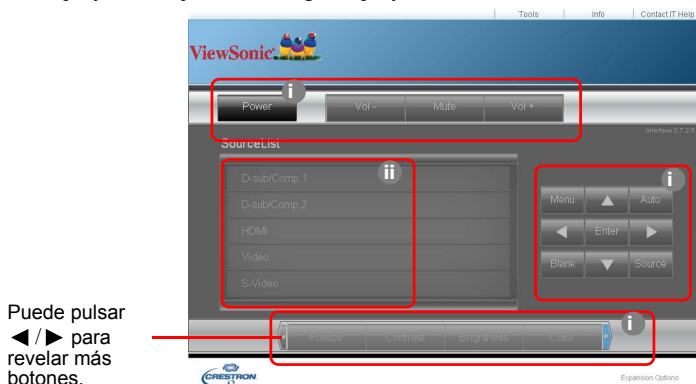 Tools Info Contact IT Help
ViewSonic
i
Power Vol - Mute Vol +
Interface 2.7.2.6
SourceList
ii
i
D-sub/Comp.1
D-sub/Comp.2
HDMI
Video
S-Video
Menu Auto
Enter
Blank Source
i
Freeze Contrast Brightness Color
Puede pulsar
◀ / ▶ para
revelar más
botones.
CRESTRON
Expansion Options